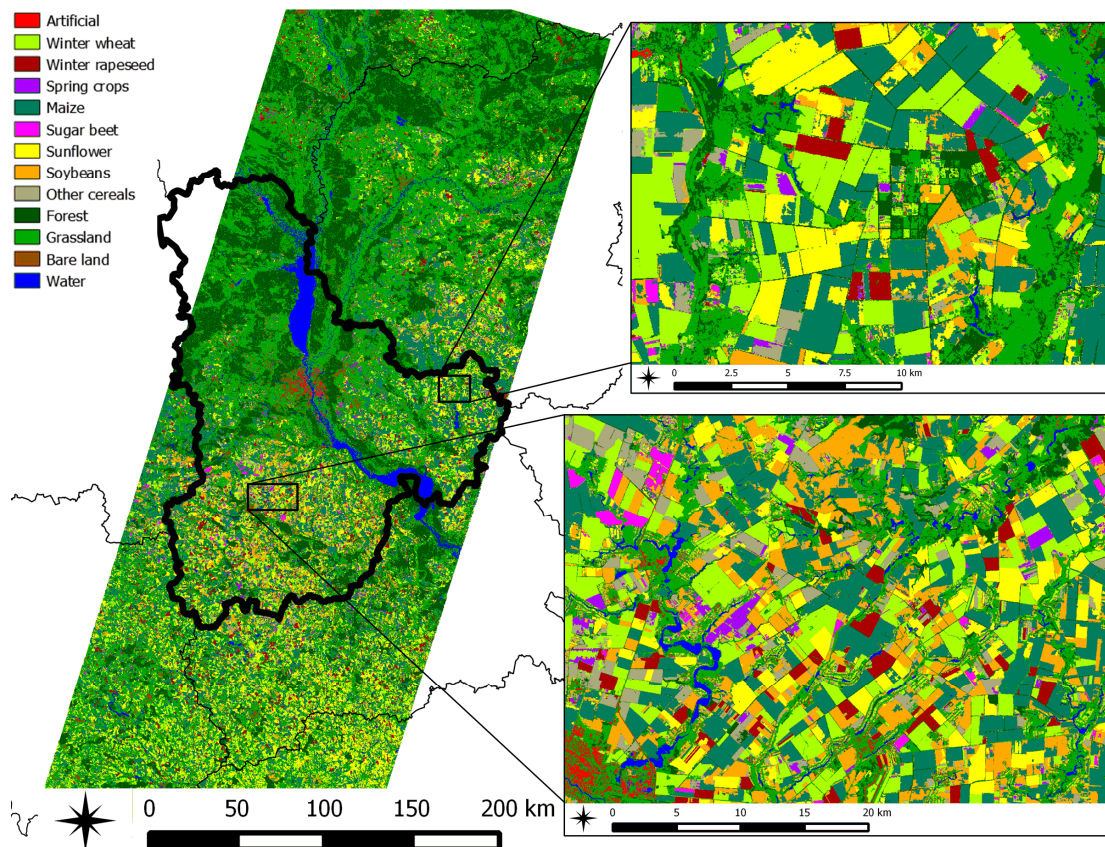 Artificial
Winter wheat
Winter rapeseed
Spring crops
Maize
Sugar beet
Sunflower
Soybeans
Other cereals
Forest
Grassland
Bare land
Water
0 2.5 5 7.5 10 km
0 5 10 15 20 km
0 50 100 150 200 km